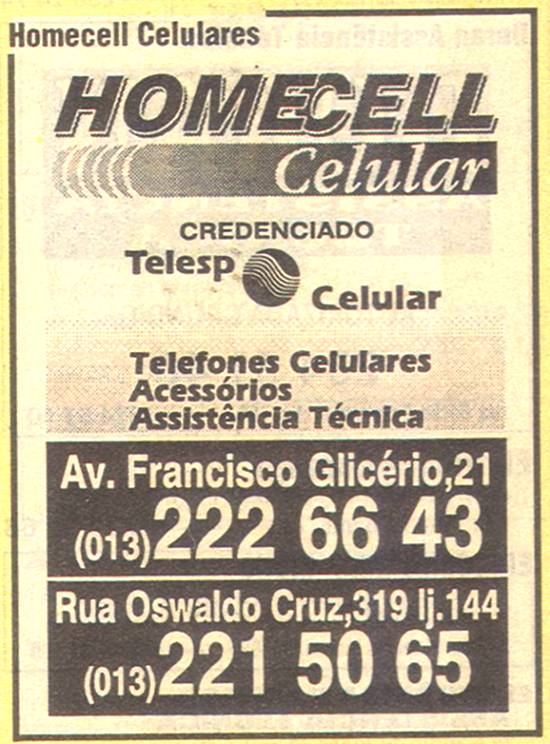 Homecell Celulares
HOMECELL
Celular
CREDENCIADO
Telesp
Celular
Telefones Celulares
Acessórios
Assistência Técnica
Av. Francisco Glicério,21
(013) 222 66 43
Rua Oswaldo Cruz,319 lj.144
(013) 221 50 65